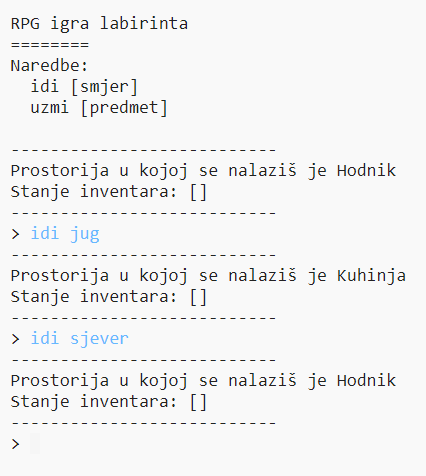 RPG igra labirinta
========
Naredbe:
  idi [smjer]
  uzmi [predmet]

---------------------------
Prostorija u kojoj se nalaziš je Hodnik
Stanje inventara: []
---------------------------
> idi jug
---------------------------
Prostorija u kojoj se nalaziš je Kuhinja
Stanje inventara: []
---------------------------
> idi sjever
---------------------------
Prostorija u kojoj se nalaziš je Hodnik
Stanje inventara: []
---------------------------
>